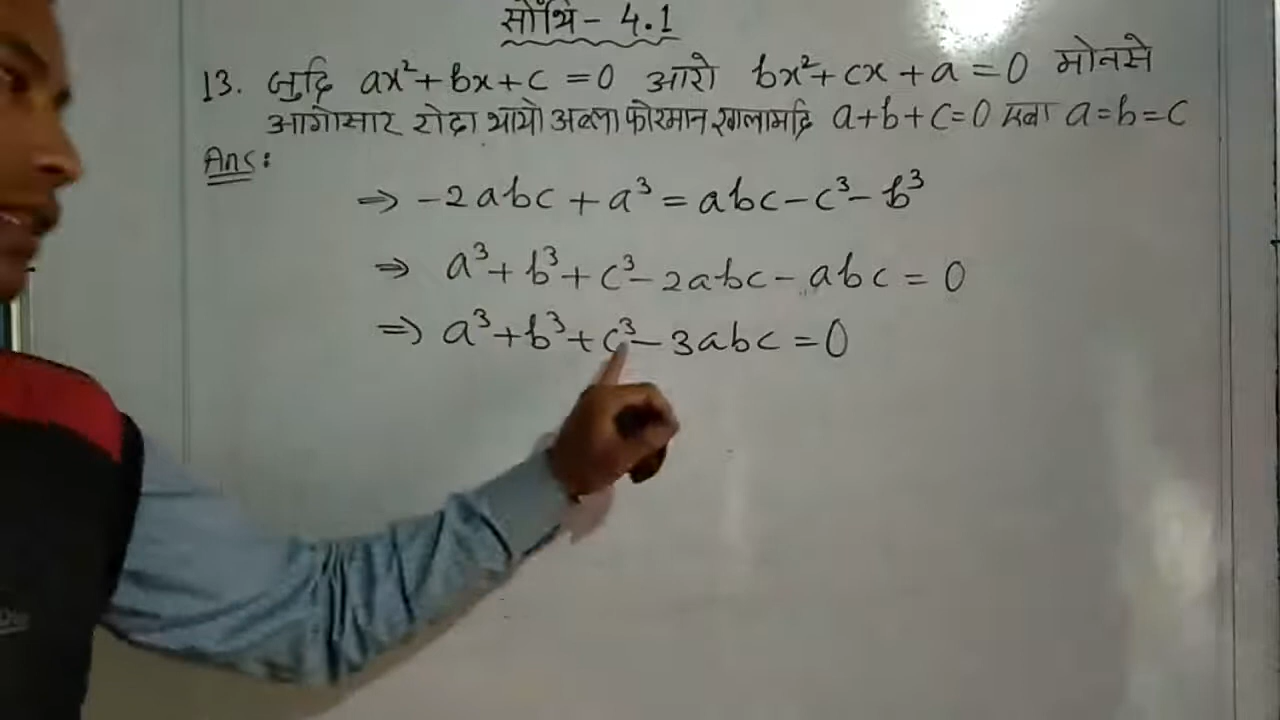 सोंथि - 4.1
13. जुदि ax² + bx + c = 0 आरो bx² + cx + a = 0 मोनसे
आगोसार रोदा थायो अब्ला फोरमान a+b+c=0 एबा a=b=c
Ans:
⇒ -2abc + a³ = abc - c³ - b³
⇒ a³ + b³ + c³ - 2abc - abc = 0
⇒ a³ + b³ + c³ - 3abc = 0